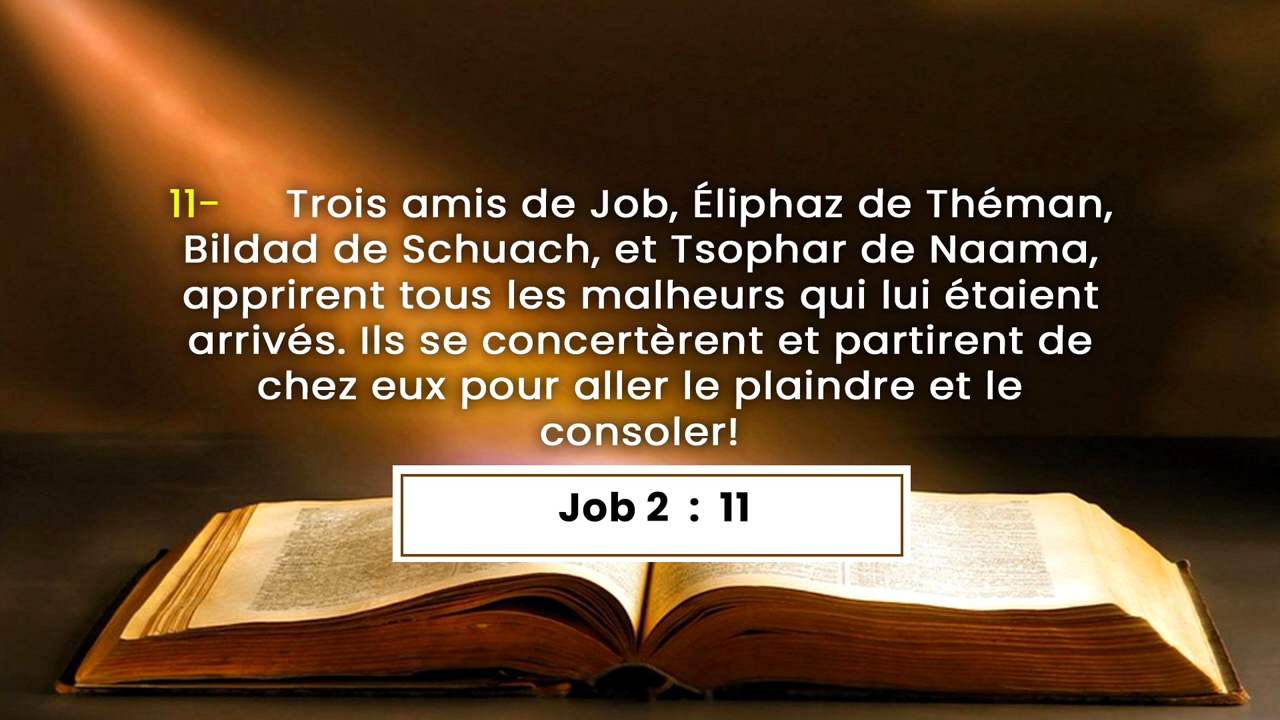 11- Trois amis de Job, Éliphaz de Théman,
Bildad de Schuach, et Tsophar de Naama,
apprirent tous les malheurs qui lui étaient
arrivés. Ils se concertèrent et partirent de
chez eux pour aller le plaindre et le
consoler!
Job 2 : 11